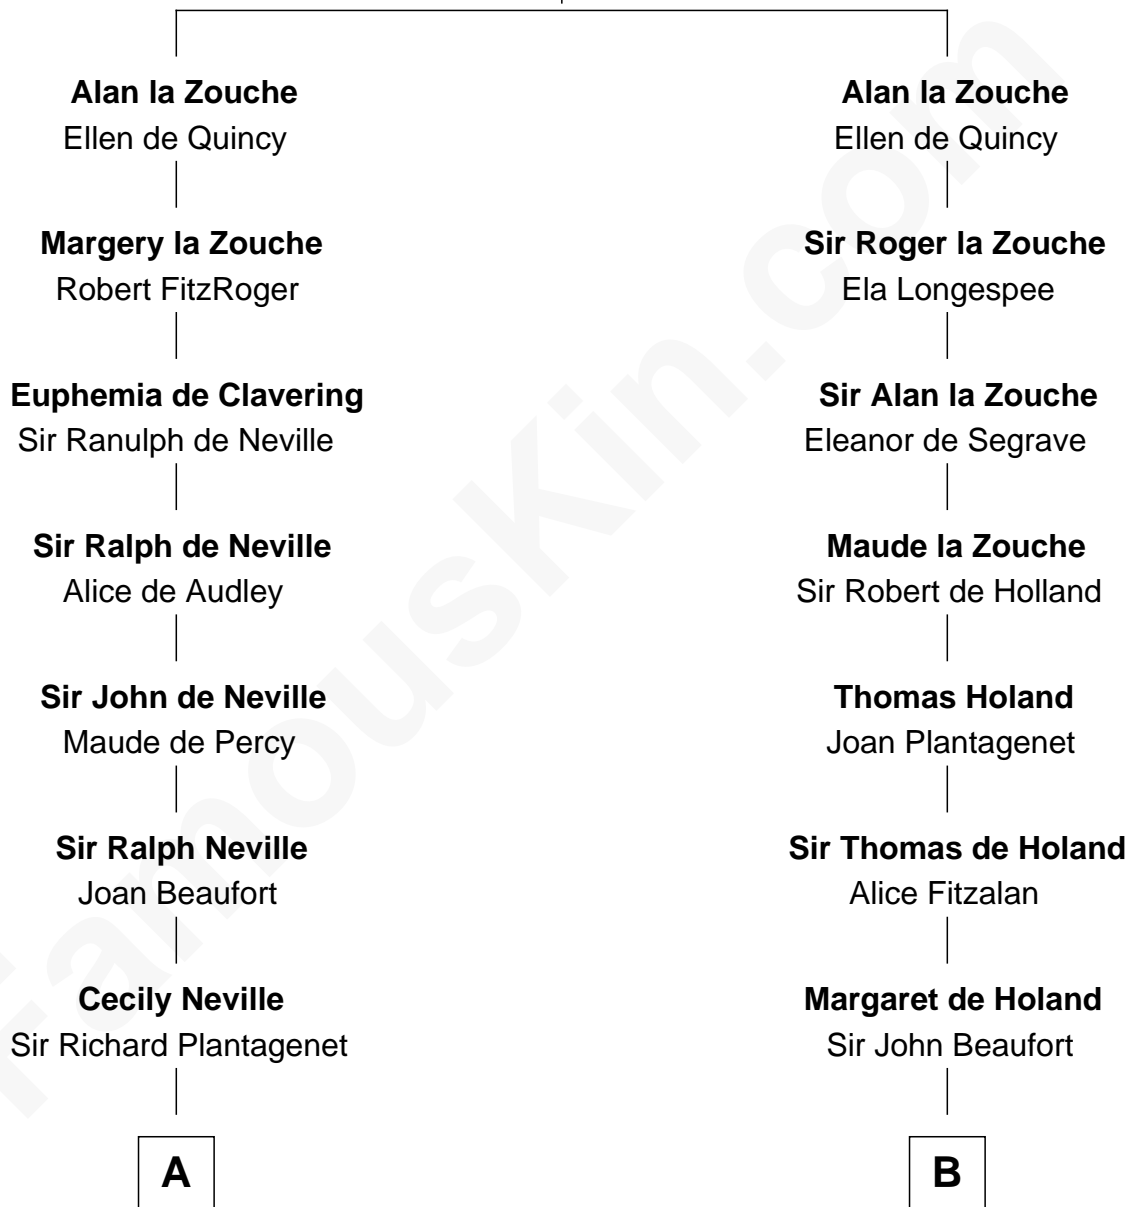 Alan la Zouche
Ellen de Quincy
Margery la Zouche
Robert FitzRoger
Euphemia de Clavering
Sir Ranulph de Neville
Sir Ralph de Neville
Alice de Audley
Sir John de Neville
Maude de Percy
Sir Ralph Neville
Joan Beaufort
Cecily Neville
Sir Richard Plantagenet
A
Alan la Zouche
Ellen de Quincy
Sir Roger la Zouche
Ela Longespee
Sir Alan la Zouche
Eleanor de Segrave
Maude la Zouche
Sir Robert de Holland
Thomas Holand
Joan Plantagenet
Sir Thomas de Holand
Alice Fitzalan
Margaret de Holand
Sir John Beaufort
B
FamousKin.com